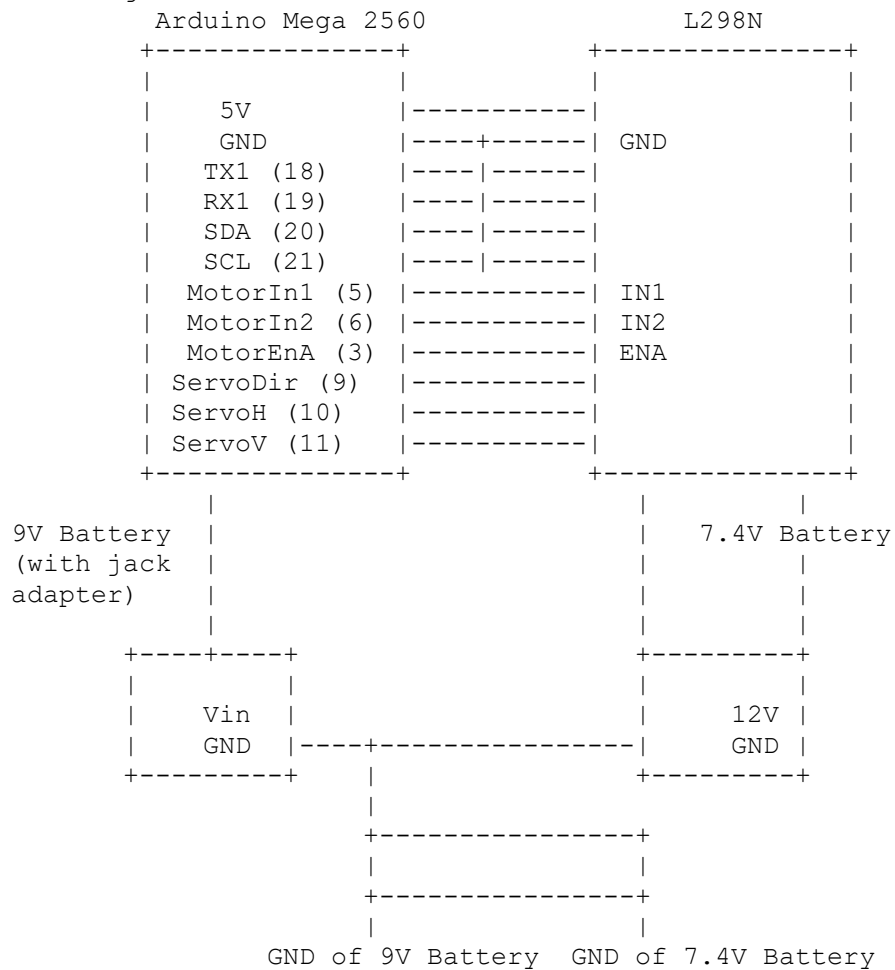 Arduino Mega 2560 L298N
5V
GND GND
TX1 (18)
RX1 (19)
SDA (20)
SCL (21)
MotorIn1 (5) IN1
MotorIn2 (6) IN2
MotorEnA (3) ENA
ServoDir (9)
ServoH (10)
ServoV (11)
9V Battery 7.4V Battery
(with jack
adapter)
Vin 12V
GND GND
GND of 9V Battery GND of 7.4V Battery